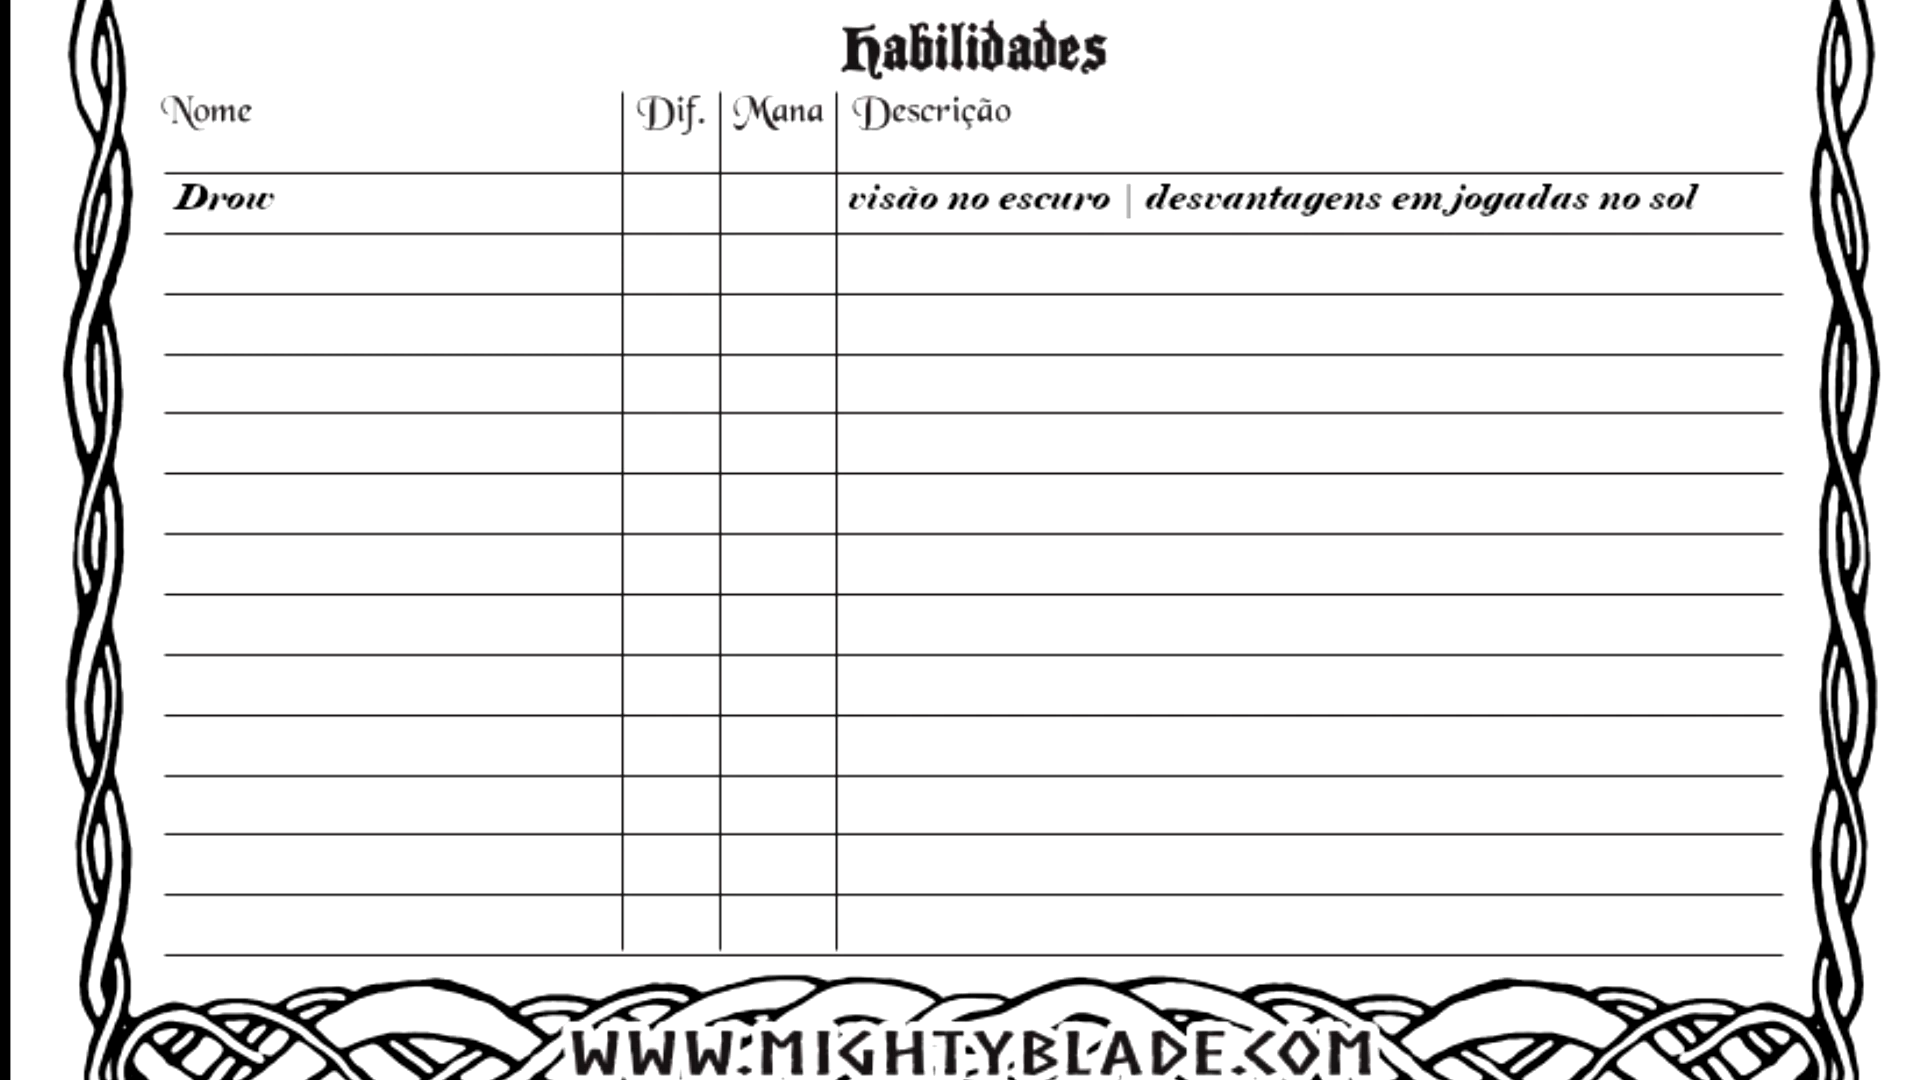 Habilidades
Nome Dif. Mana Descrição
Drow visão no escuro | desvantagens em jogadas no sol
WWW.MIGHTYBLADE.COM